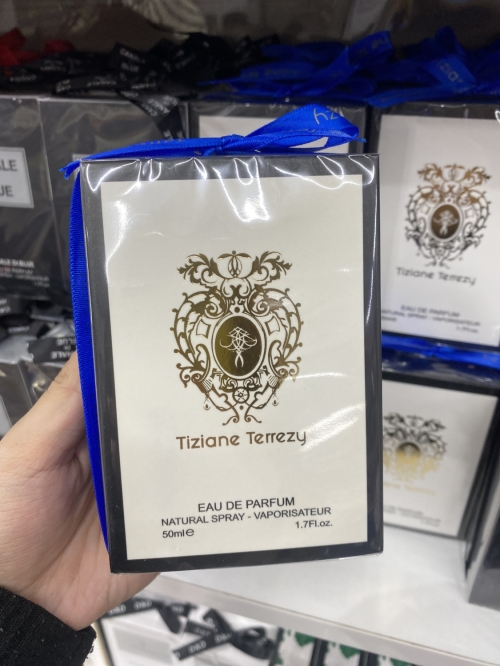 Tiziane Terrezy
EAU DE PARFUM
NATURAL SPRAY - VAPORISATEUR
50ml℮ 1.7Fl.oz.
Tiziane Terrezy
EAU DE PARFUM
NATURAL SPRAY - VAPORISATEUR
D&D